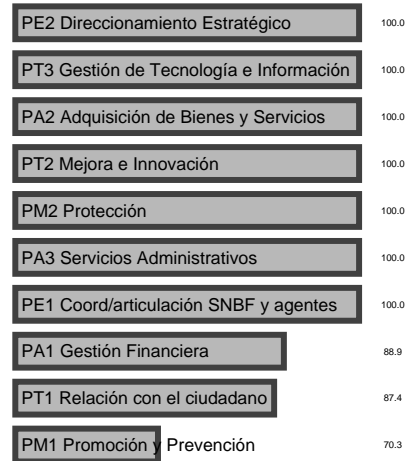 PE2 Direccionamiento Estratégico 100.0
PT3 Gestión de Tecnología e Información 100.0
PA2 Adquisición de Bienes y Servicios 100.0
PT2 Mejora e Innovación 100.0
PM2 Protección 100.0
PA3 Servicios Administrativos 100.0
PE1 Coord/articulación SNBF y agentes 100.0
PA1 Gestión Financiera 88.9
PT1 Relación con el ciudadano 87.4
PM1 Promoción y Prevención 70.3